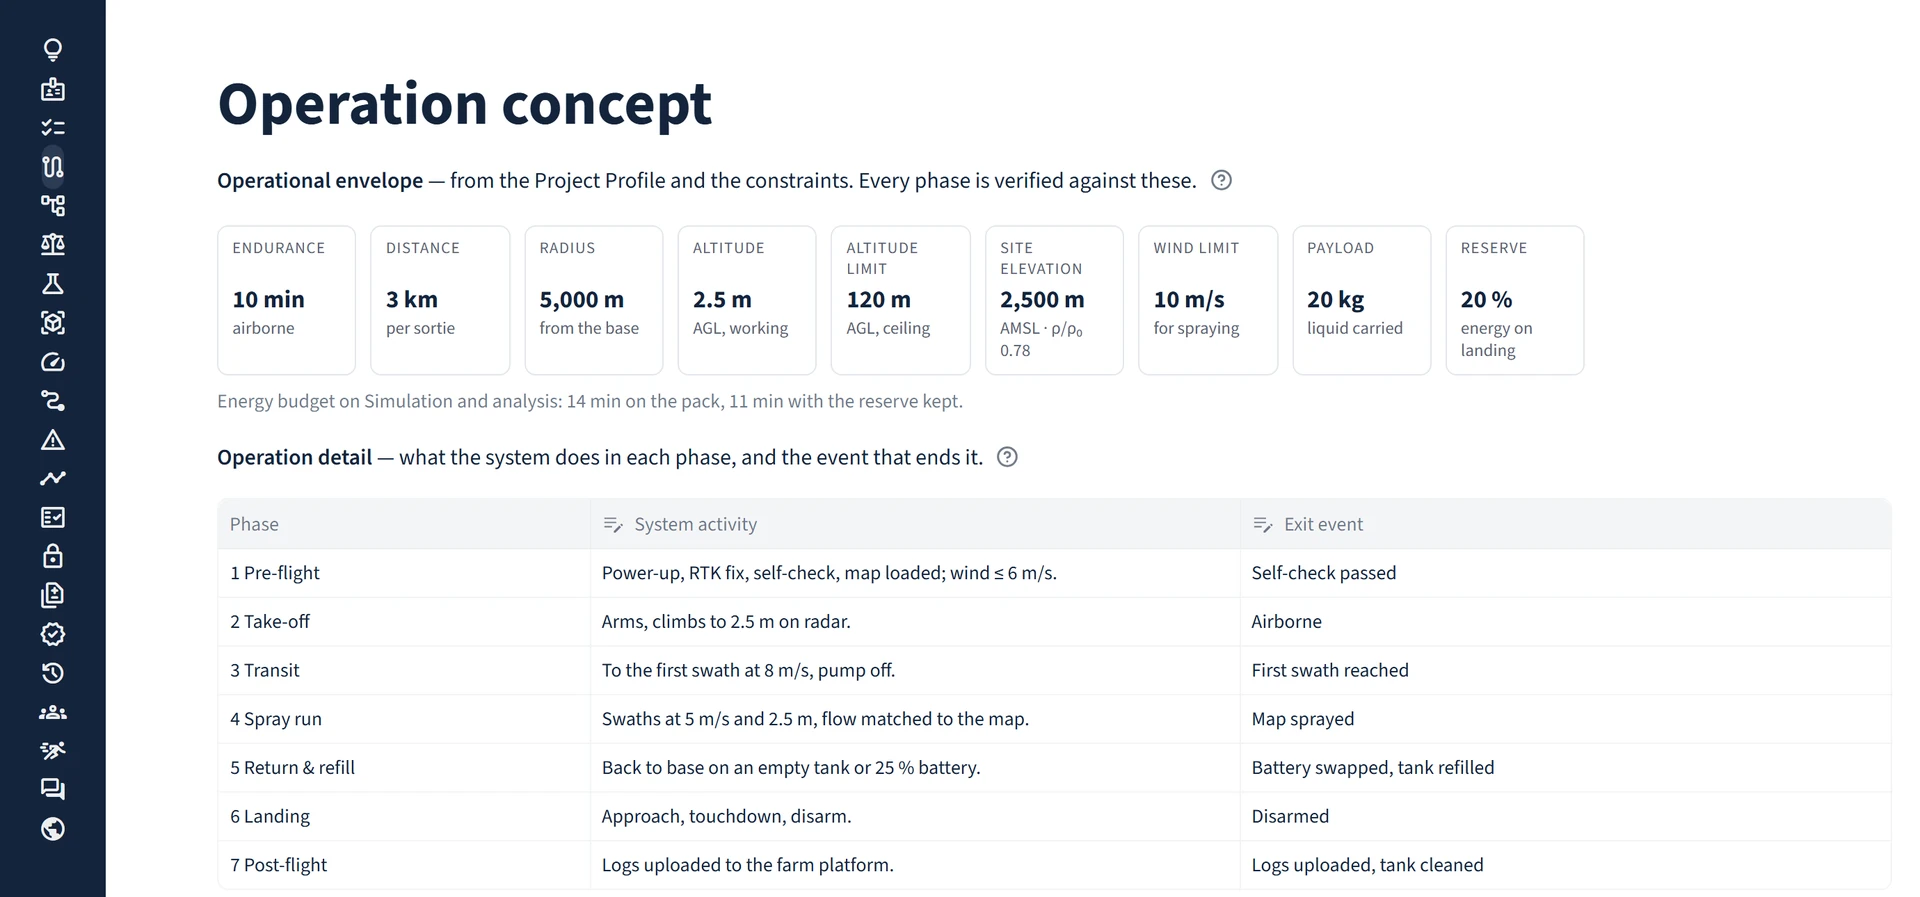 Operation concept
Operational envelope — from the Project Profile and the constraints. Every phase is verified against these.
ENDURANCE
10 min
airborne
DISTANCE
3 km
per sortie
RADIUS
5,000 m
from the base
ALTITUDE
2.5 m
AGL, working
ALTITUDE
LIMIT
120 m
AGL, ceiling
SITE
ELEVATION
2,500 m
AMSL · ρ/ρ₀
0.78
WIND LIMIT
10 m/s
for spraying
PAYLOAD
20 kg
liquid carried
RESERVE
20 %
energy on
landing
Energy budget on Simulation and analysis: 14 min on the pack, 11 min with the reserve kept.
Operation detail — what the system does in each phase, and the event that ends it.
Phase System activity Exit event
1 Pre-flight Power-up, RTK fix, self-check, map loaded; wind ≤ 6 m/s. Self-check passed
2 Take-off Arms, climbs to 2.5 m on radar. Airborne
3 Transit To the first swath at 8 m/s, pump off. First swath reached
4 Spray run Swaths at 5 m/s and 2.5 m, flow matched to the map. Map sprayed
5 Return & refill Back to base on an empty tank or 25 % battery. Battery swapped, tank refilled
6 Landing Approach, touchdown, disarm. Disarmed
7 Post-flight Logs uploaded to the farm platform. Logs uploaded, tank cleaned